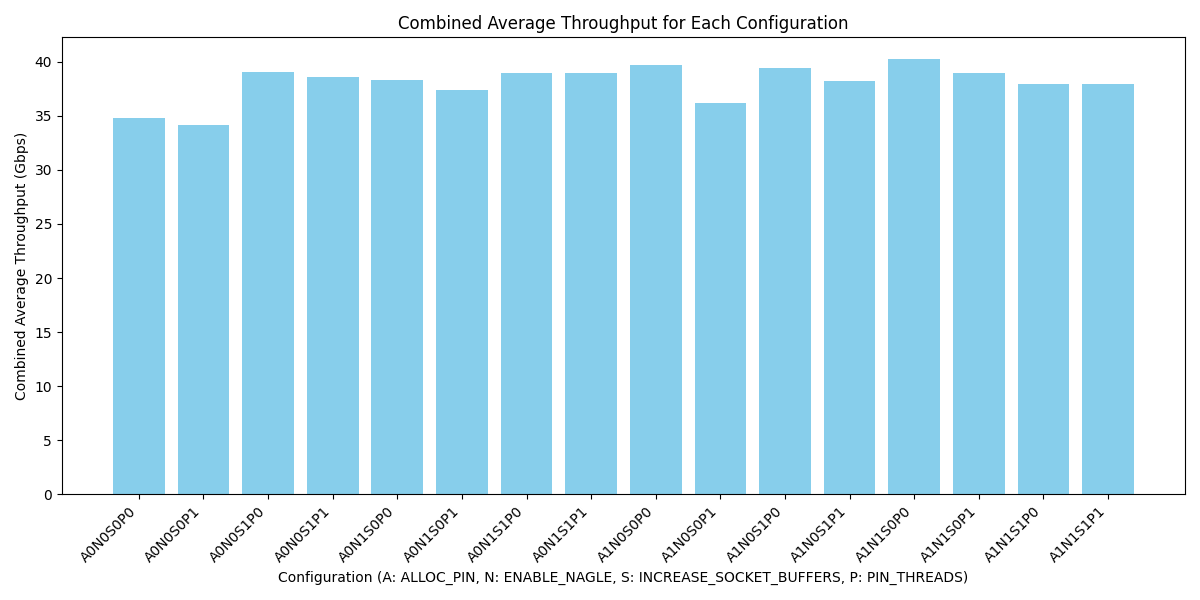 Combined Average Throughput for Each Configuration
Combined Average Throughput (Gbps)
40
35
30
25
20
15
10
5
0
A0N0S0P0
A0N0S0P1
A0N0S1P0
A0N0S1P1
A0N1S0P0
A0N1S0P1
A0N1S1P0
A0N1S1P1
A1N0S0P0
A1N0S0P1
A1N0S1P0
A1N0S1P1
A1N1S0P0
A1N1S0P1
A1N1S1P0
A1N1S1P1
Configuration (A: ALLOC_PIN, N: ENABLE_NAGLE, S: INCREASE_SOCKET_BUFFERS, P: PIN_THREADS)